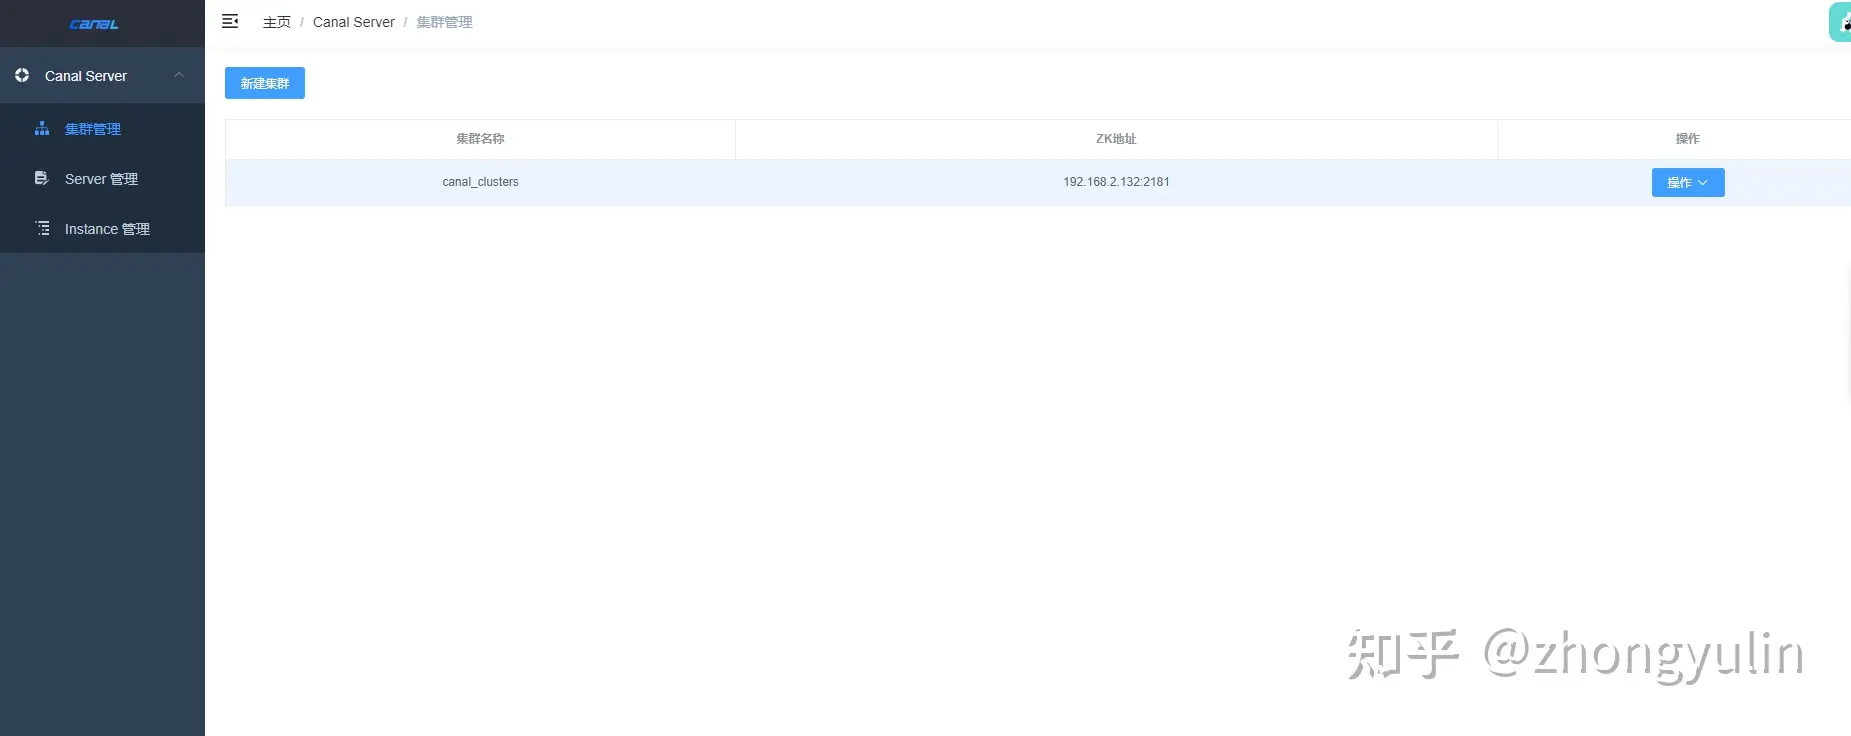 canal
主页 / Canal Server / 集群管理
Canal Server
集群管理
Server 管理
Instance 管理
新建集群
集群名称 ZK地址 操作
canal_clusters 192.168.2.132:2181 操作
知乎 @zhongyulin